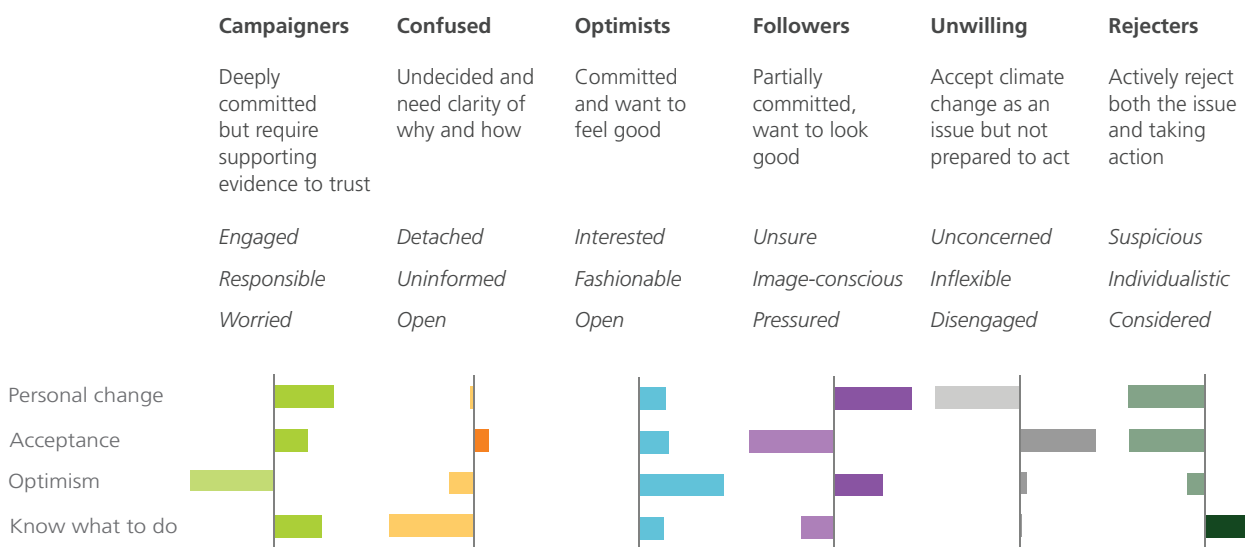 Campaigners
Confused
Optimists
Followers
Unwilling
Rejecters
Deeply
committed
but require
supporting
evidence to trust
Undecided and
need clarity of
why and how
Committed
and want to
feel good
Partially
committed,
want to look
good
Accept climate
change as an
issue but not
prepared to act
Actively reject
both the issue
and taking
action
Engaged
Responsible
Worried
Detached
Uninformed
Open
Interested
Fashionable
Open
Unsure
Image-conscious
Pressured
Unconcerned
Inflexible
Disengaged
Suspicious
Individualistic
Considered
Personal change
Acceptance
Optimism
Know what to do